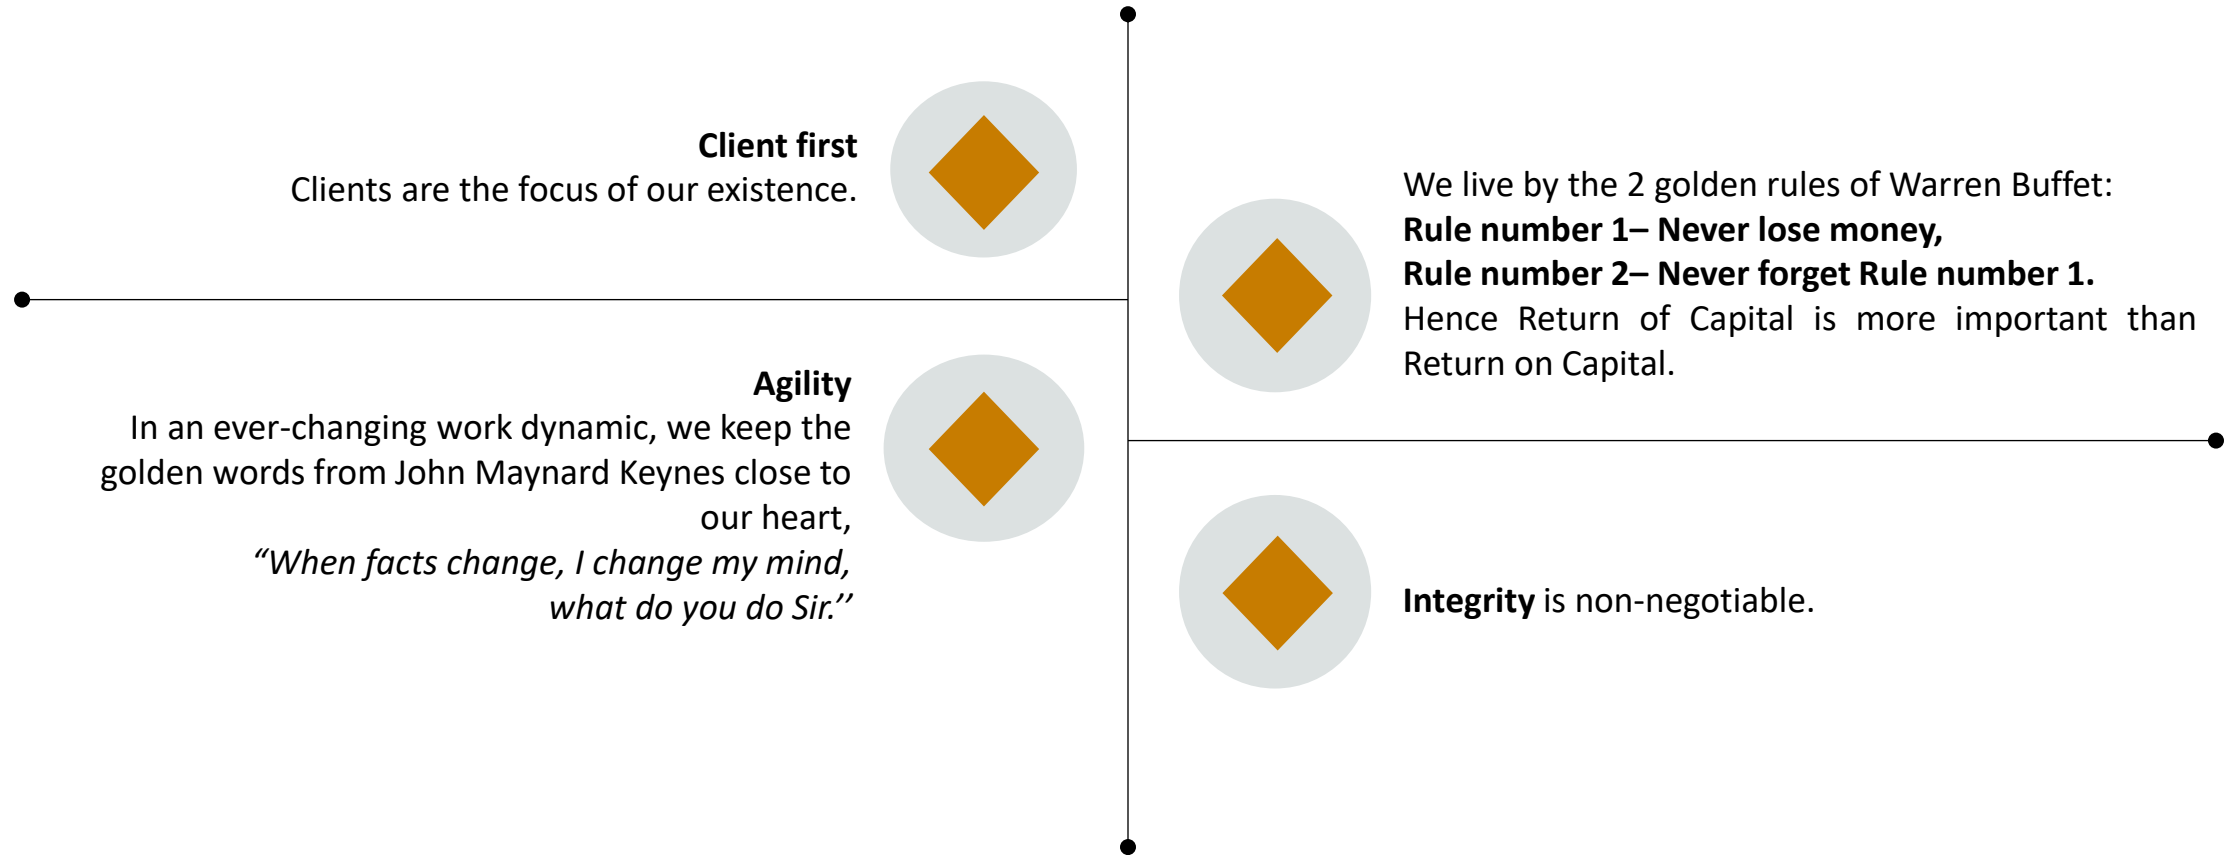 Client first
Clients are the focus of our existence.
Agility
In an ever-changing work dynamic, we keep the
golden words from John Maynard Keynes close to
our heart,
“When facts change, I change my mind,
what do you do Sir.’’
We live by the 2 golden rules of Warren Buffet:
Rule number 1– Never lose money,
Rule number 2– Never forget Rule number 1.
Hence Return of Capital is more important than
Return on Capital.
Integrity is non-negotiable.